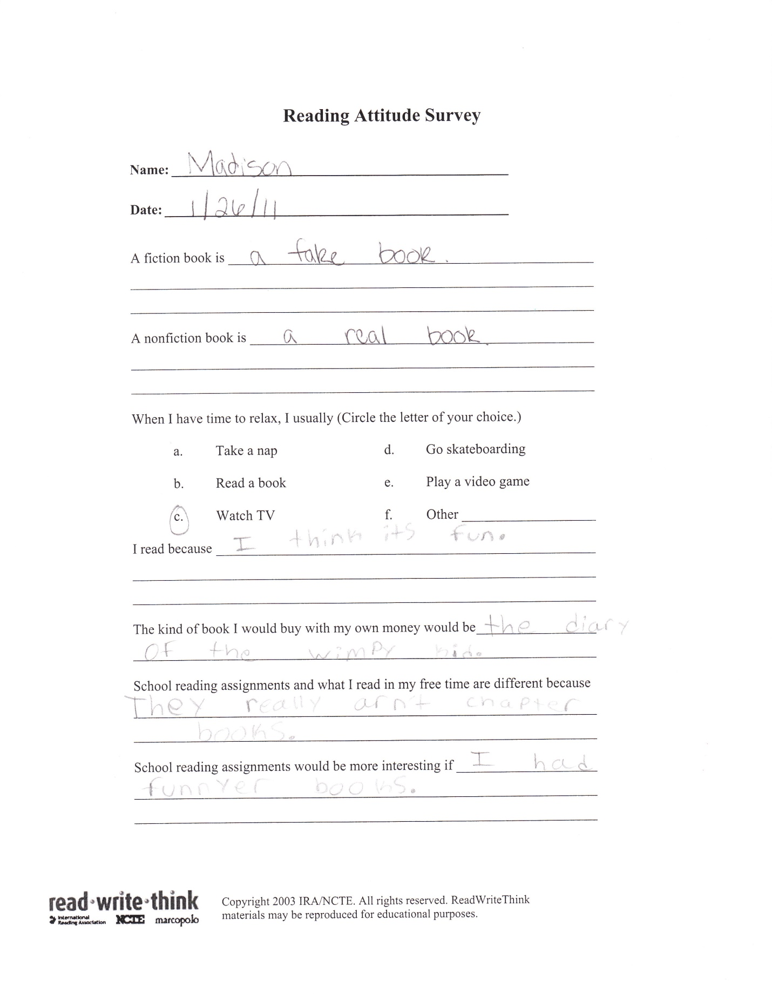 Reading Attitude Survey
Name: Madison
Date: 1/26/11
A fiction book is a fake book.
A nonfiction book is a real book.
When I have time to relax, I usually (Circle the letter of your choice.)
a. Take a nap d. Go skateboarding
b. Read a book e. Play a video game
c. Watch TV f. Other
I read because I think its fun.
The kind of book I would buy with my own money would be the diary
of the wimpy kid.
School reading assignments and what I read in my free time are different because
They really arn't chapter
books.
School reading assignments would be more interesting if I had
funnyer books.
read·write·think Copyright 2003 IRA/NCTE. All rights reserved. ReadWriteThink
International Reading Association NCTE marcopolo materials may be reproduced for educational purposes.